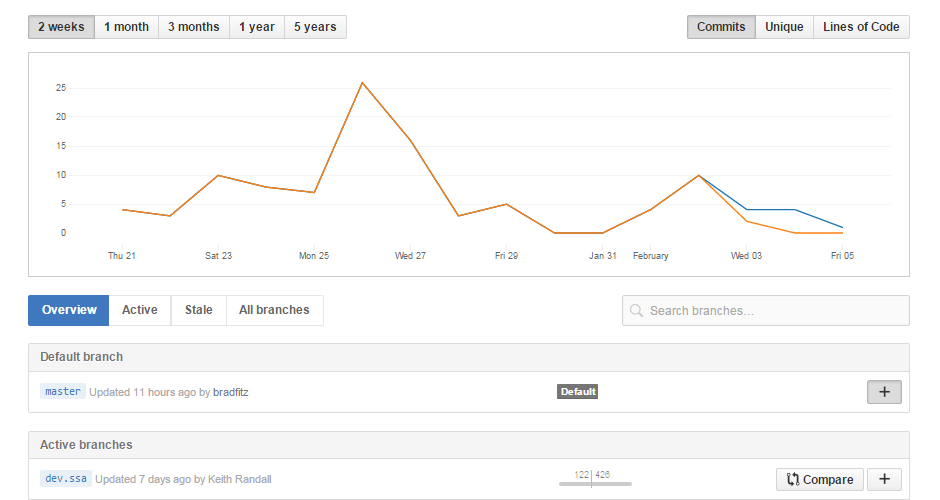 2 weeks 1 month 3 months 1 year 5 years Commits Unique Lines of Code
25
20
15
10
5
0
Thu 21 Sat 23 Mon 25 Wed 27 Fri 29 Jan 31 February Wed 03 Fri 05
Overview Active Stale All branches Search branches...
Default branch
master Updated 11 hours ago by bradfitz Default +
Active branches
dev.ssa Updated 7 days ago by Keith Randall 122 | 426 Compare +